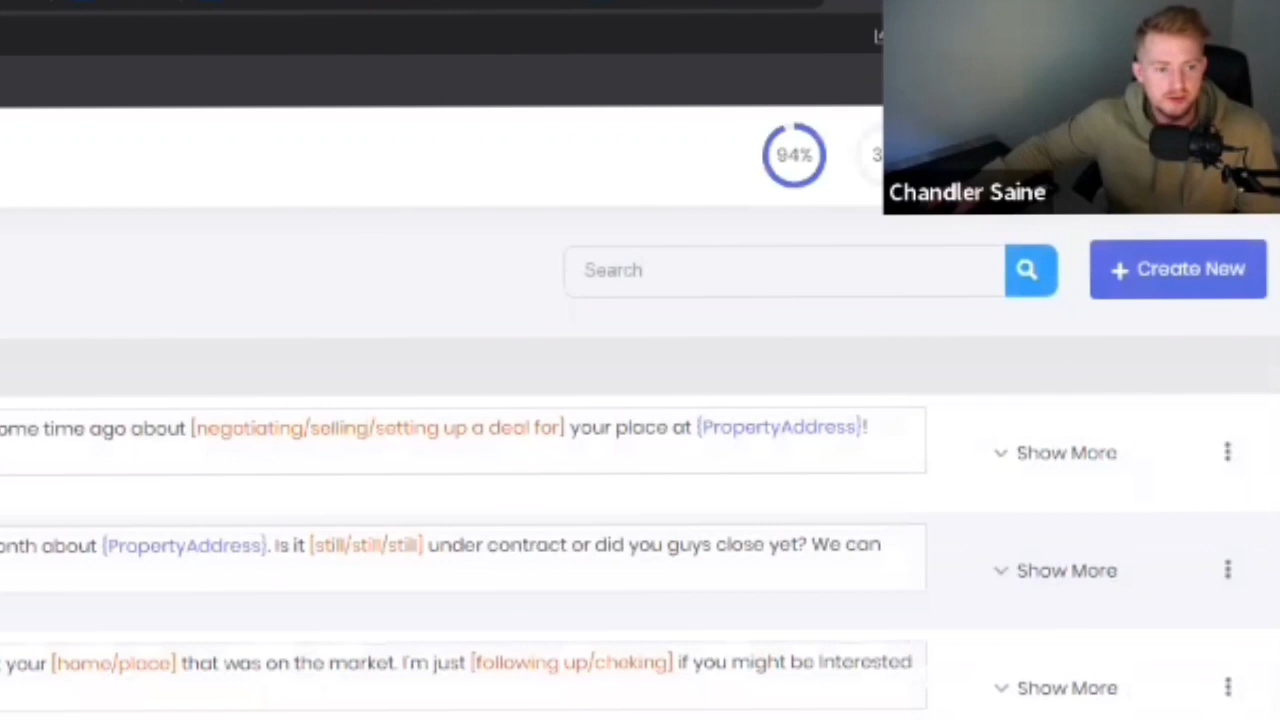 94%
3
Chandler Saine
Search
+ Create New
ome time ago about [negotiating/selling/setting up a deal for] your place at {PropertyAddress}!
Show More
onth about {PropertyAddress}. Is it [still/still/still] under contract or did you guys close yet? We can
Show More
your [home/place] that was on the market. I'm just [following up/cheking] if you might be interested
Show More